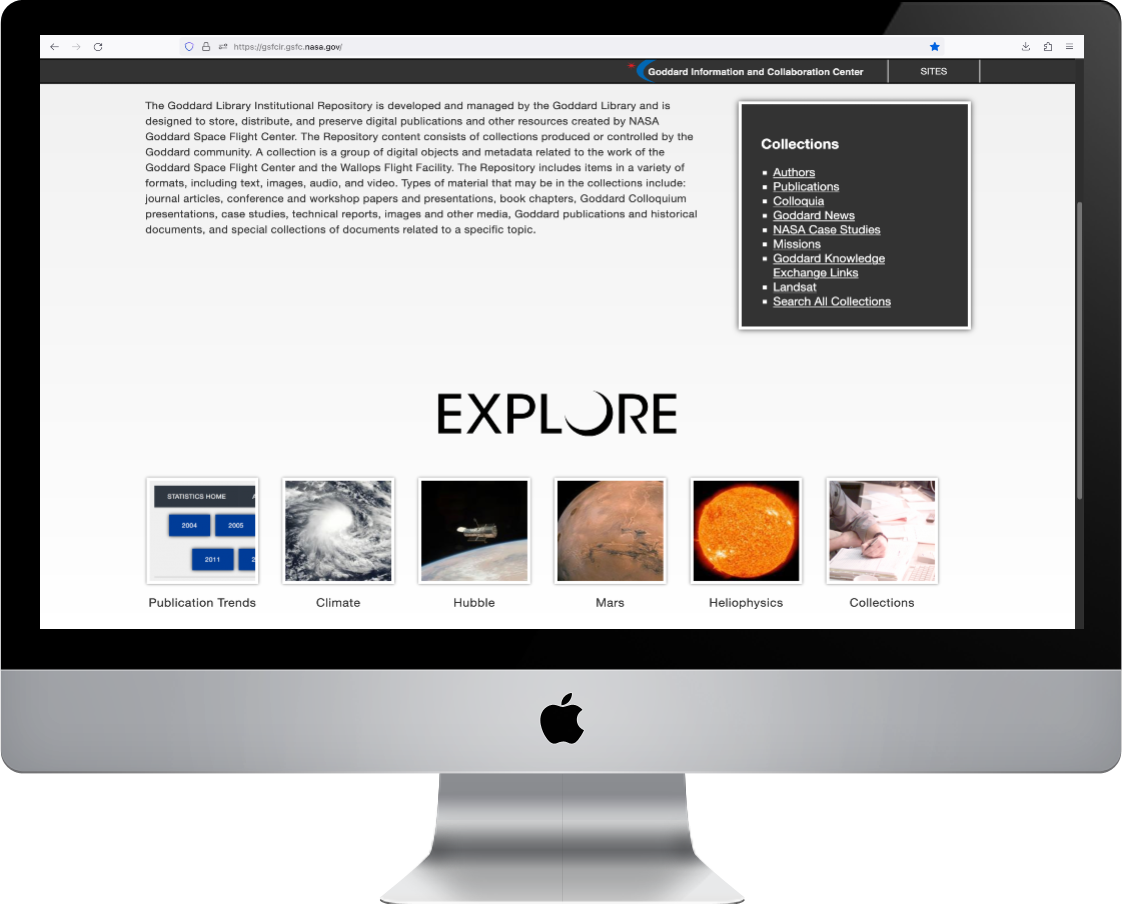 https://gsfcir.gsfc.nasa.gov/
Goddard Information and Collaboration Center
SITES
The Goddard Library Institutional Repository is developed and managed by the Goddard Library and is
designed to store, distribute, and preserve digital publications and other resources created by NASA
Goddard Space Flight Center. The Repository content consists of collections produced or controlled by the
Goddard community. A collection is a group of digital objects and metadata related to the work of the
Goddard Space Flight Center and the Wallops Flight Facility. The Repository includes items in a variety of
formats, including text, images, audio, and video. Types of material that may be in the collections include:
journal articles, conference and workshop papers and presentations, book chapters, Goddard Colloquium
presentations, case studies, technical reports, images and other media, Goddard publications and historical
documents, and special collections of documents related to a specific topic.
Collections
Authors
Publications
Colloquia
Goddard News
NASA Case Studies
Missions
Goddard Knowledge
Exchange Links
Landsat
Search All Collections
EXPLORE
STATISTICS HOME
2004
2005
2011
Publication Trends
Climate
Hubble
Mars
Heliophysics
Collections